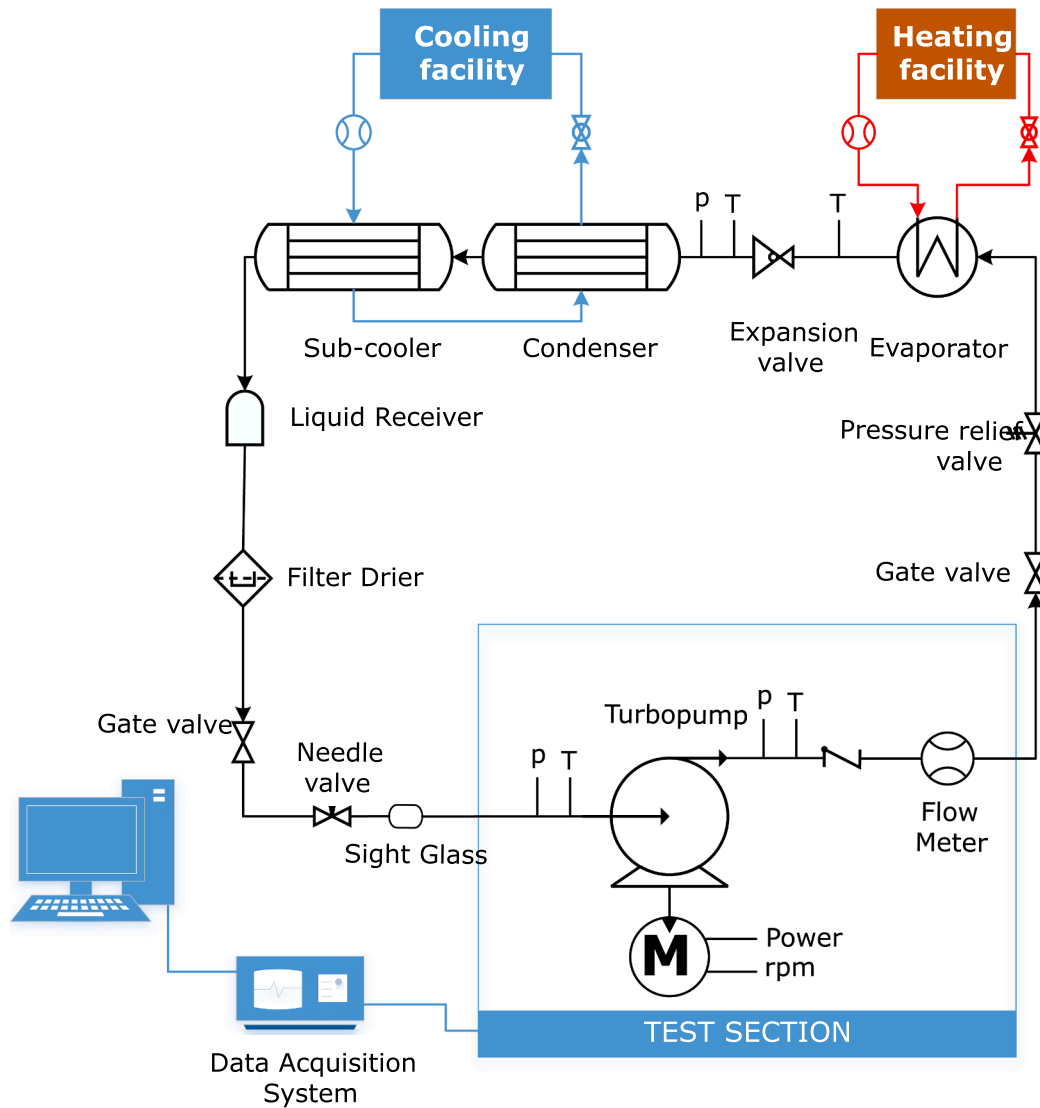 Cooling
facility
Heating
facility
p
T
T
Expansion
valve
Evaporator
Sub-cooler
Condenser
Liquid Receiver
Pressure relief
valve
Filter Drier
Gate valve
Gate valve
Needle
valve
Sight Glass
p
T
Turbopump
p
T
Flow
Meter
M
Power
rpm
TEST SECTION
Data Acquisition
System